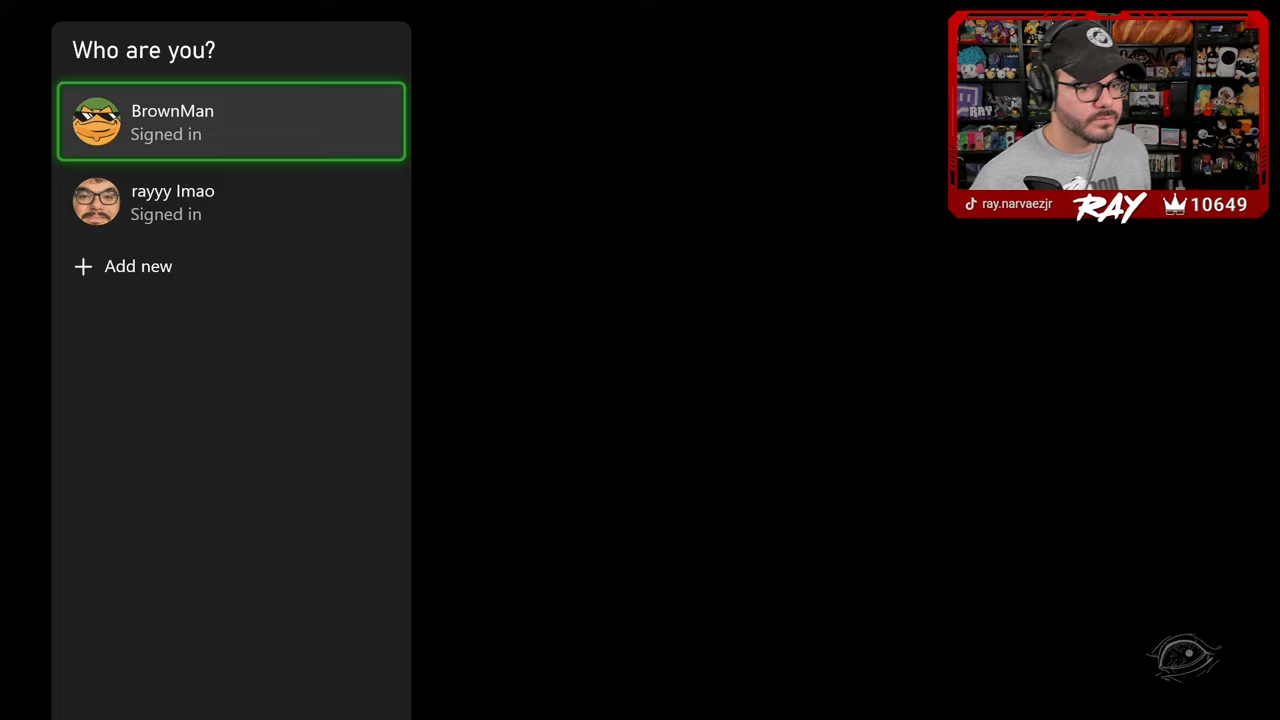 Who are you?
BrownMan
Signed in
rayyy lmao
Signed in
Add new
ray.narvaezjr
RAY
10649